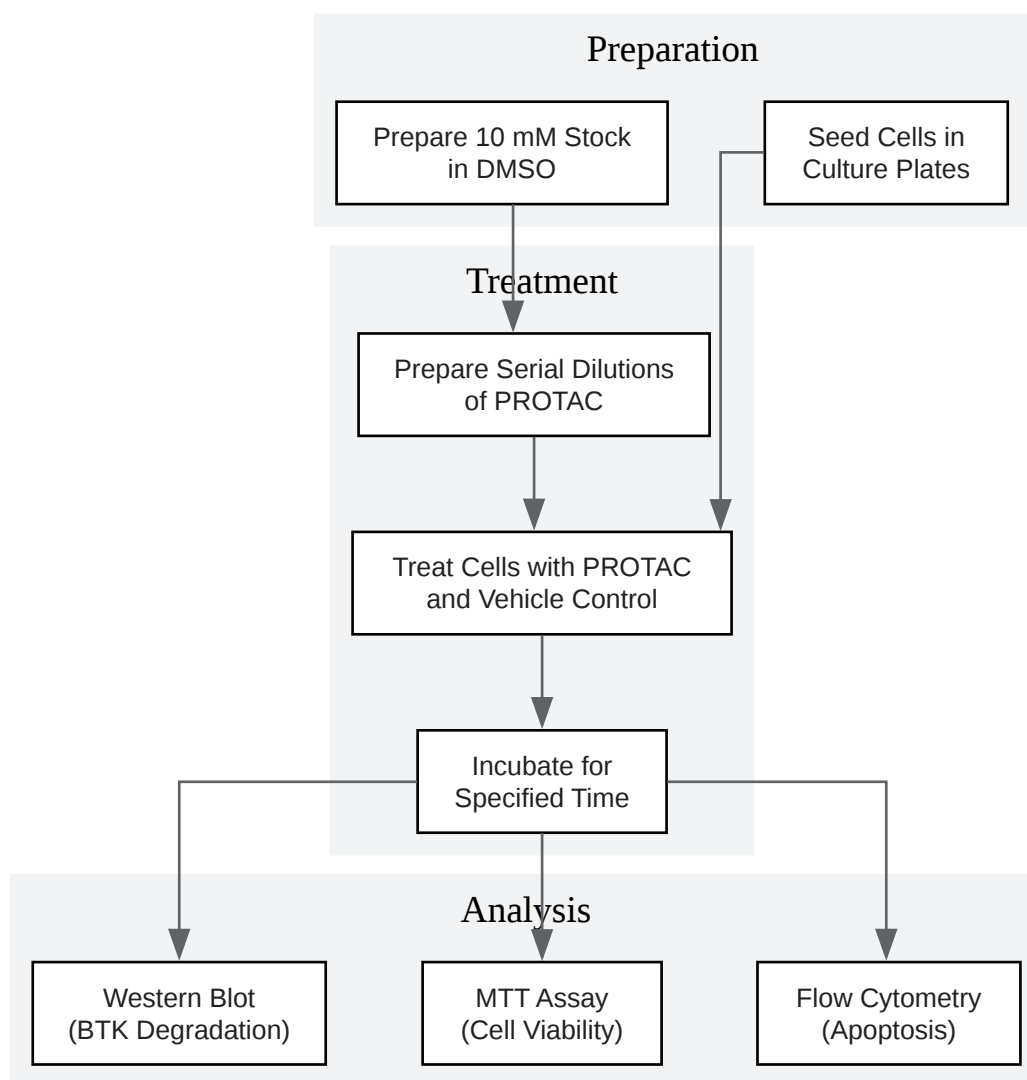 Preparation
Prepare 10 mM Stock
in DMSO
Seed Cells in
Culture Plates
Treatment
Prepare Serial Dilutions
of PROTAC
Treat Cells with PROTAC
and Vehicle Control
Incubate for
Specified Time
Analysis
Western Blot
(BTK Degradation)
MTT Assay
(Cell Viability)
Flow Cytometry
(Apoptosis)